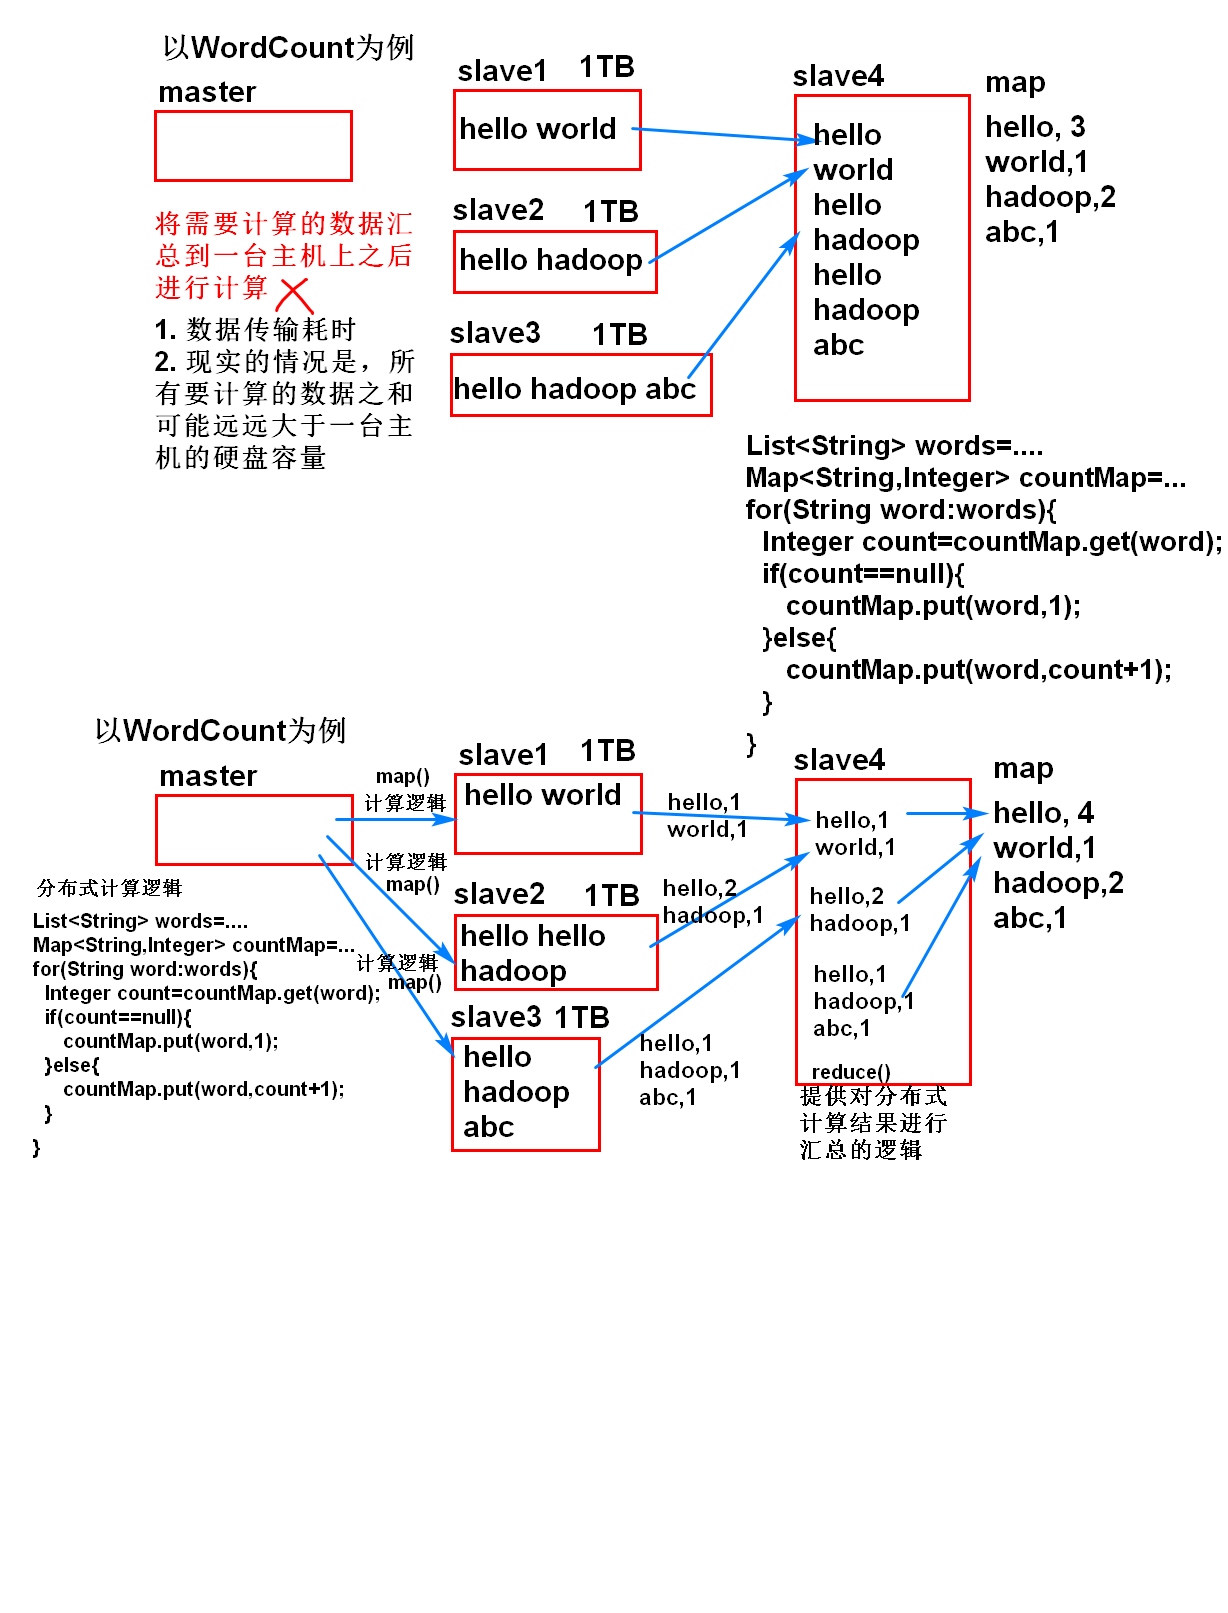 以WordCount为例
master
将需要计算的数据汇
总到一台主机上之后
进行计算
1. 数据传输耗时
2. 现实的情况是，所
有要计算的数据之和
可能远远大于一台主
机的硬盘容量
slave1 1TB
hello world
slave2 1TB
hello hadoop
slave3 1TB
hello hadoop abc
slave4
hello
world
hello
hadoop
hello
hadoop
abc
map
hello, 3
world,1
hadoop,2
abc,1
List<String> words=....
Map<String,Integer> countMap=...
for(String word:words){
Integer count=countMap.get(word);
if(count==null){
countMap.put(word,1);
}else{
countMap.put(word,count+1);
}
}
以WordCount为例
master
分布式计算逻辑
List<String> words=....
Map<String,Integer> countMap=...
for(String word:words){
Integer count=countMap.get(word);
if(count==null){
countMap.put(word,1);
}else{
countMap.put(word,count+1);
}
}
map()
计算逻辑
计算逻辑
map()
计算逻辑
map()
slave1 1TB
hello world
slave2 1TB
hello hello
hadoop
slave3 1TB
hello
hadoop
abc
hello,1
world,1
hello,2
hadoop,1
hello,1
hadoop,1
abc,1
slave4
hello,1
world,1
hello,2
hadoop,1
hello,1
hadoop,1
abc,1
reduce()
提供对分布式
计算结果进行
汇总的逻辑
map
hello, 4
world,1
hadoop,2
abc,1